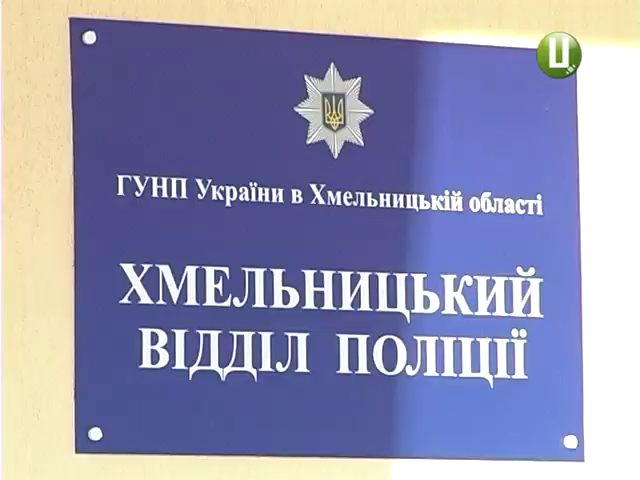 Ц
ГУНП України в Хмельницькій області
ХМЕЛЬНИЦЬКИЙ
ВІДДІЛ ПОЛІЦІЇ